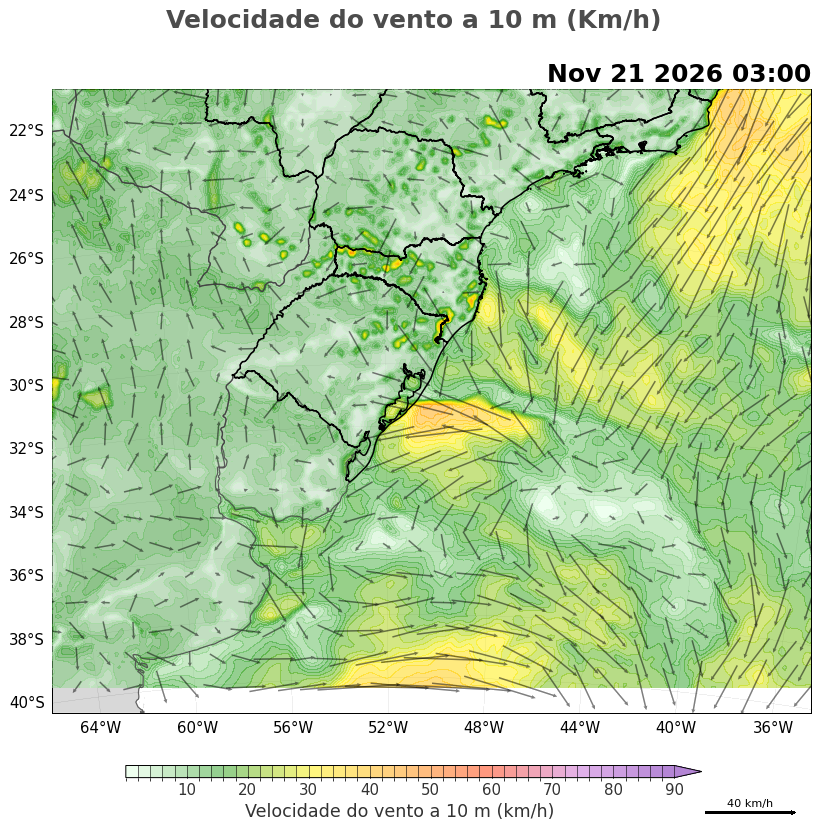 Velocidade do vento a 10 m (Km/h)
Nov 21 2026 03:00
22°S
24°S
26°S
28°S
30°S
32°S
34°S
36°S
38°S
40°S
64°W 60°W 56°W 52°W 48°W 44°W 40°W 36°W
10 20 30 40 50 60 70 80 90
Velocidade do vento a 10 m (km/h)
40 km/h